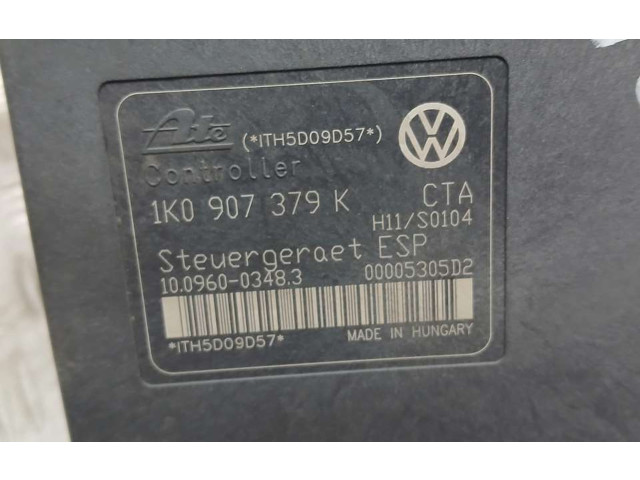 Ate (*ITH5D09D57*)
Controller
1K0 907 379 K CTA
H11/S0104
Steuergeraet ESP
10.0960-0348.3 00005305D2
*ITH5D09D57* MADE IN HUNGARY